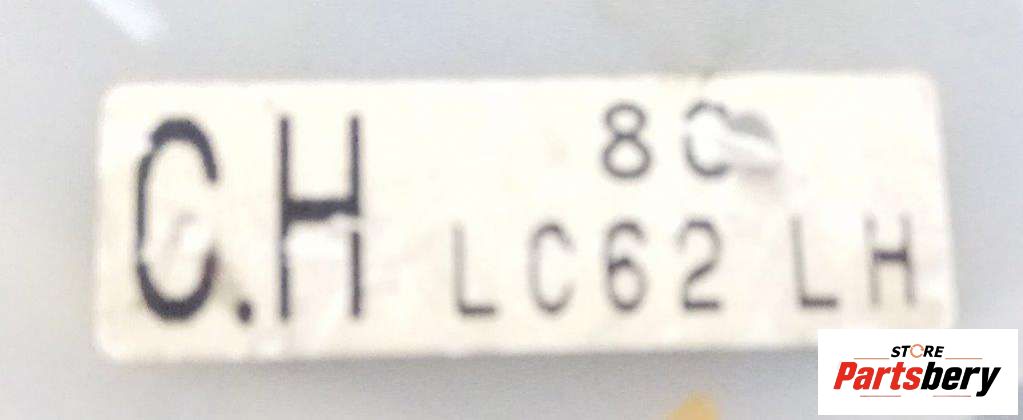 C.H
LC62 LH
STORE
Partsbery